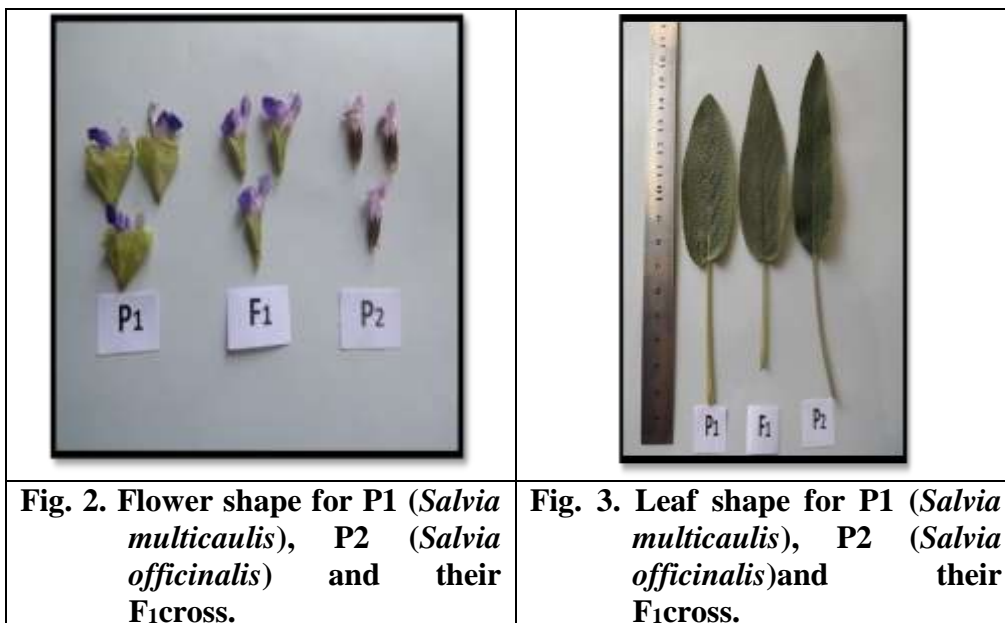 P1
F1
P2
P1
F1
P2
Fig. 2. Flower shape for P1 (Salvia
multicaulis), P2 (Salvia
officinalis) and their
F1cross.
Fig. 3. Leaf shape for P1 (Salvia
multicaulis), P2 (Salvia
officinalis)and their
F1cross.